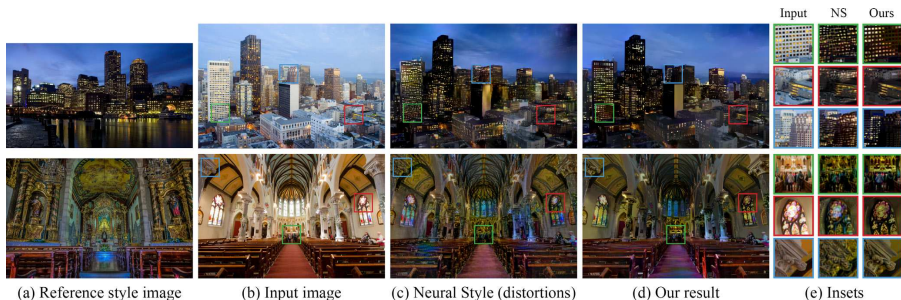 Input NS Ours
(a) Reference style image (b) Input image (c) Neural Style (distortions) (d) Our result (e) Insets